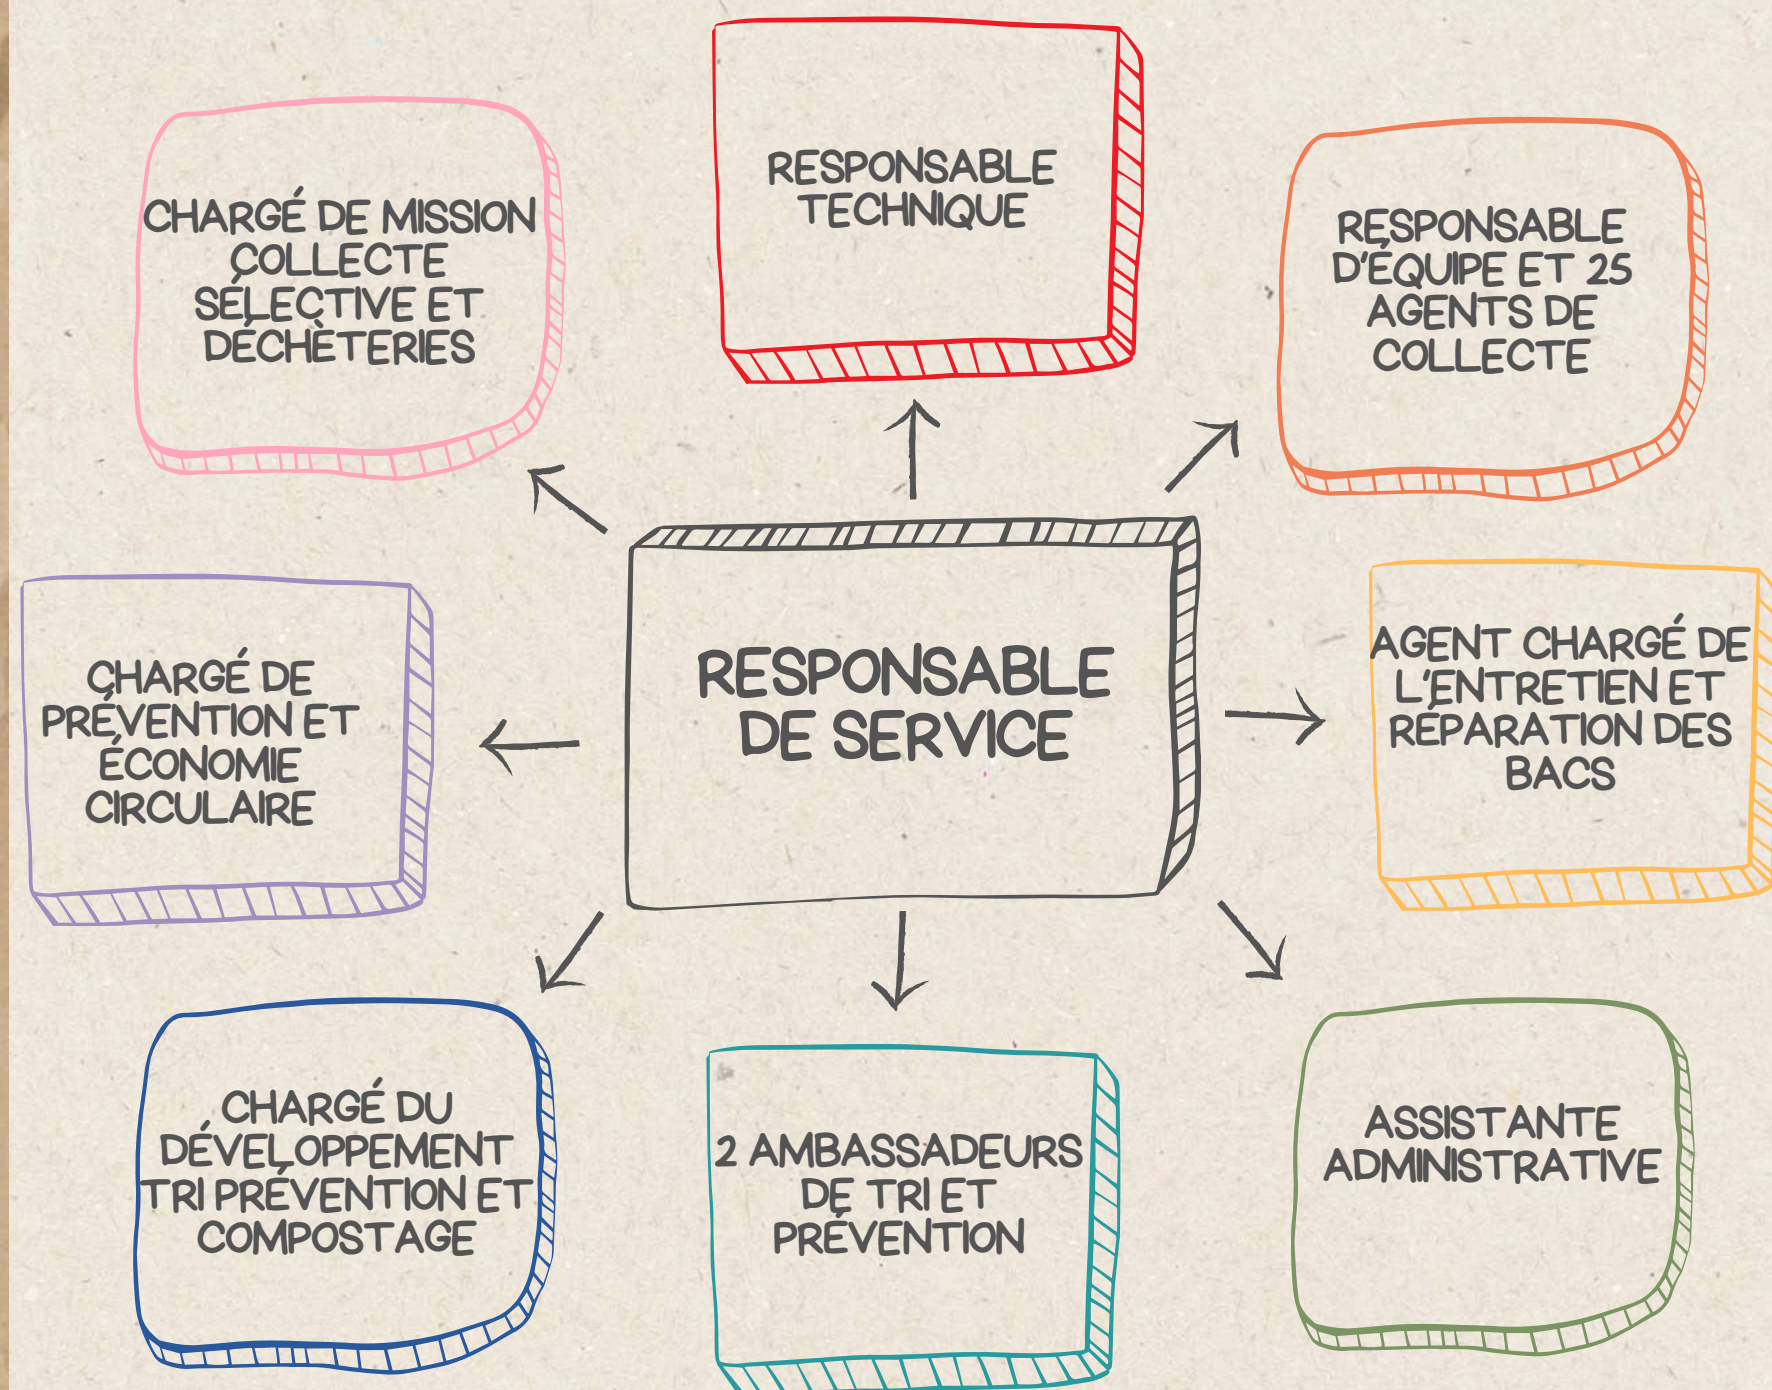 RESPONSABLE
TECHNIQUE
CHARGÉ DE MISSION
COLLECTE
SÉLECTIVE ET
DÉCHÈTERIES
RESPONSABLE
D'ÉQUIPE ET 25
AGENTS DE
COLLECTE
CHARGÉ DE
PRÉVENTION ET
ÉCONOMIE
CIRCULAIRE
RESPONSABLE
DE SERVICE
AGENT CHARGÉ DE
L'ENTRETIEN ET
RÉPARATION DES
BACS
CHARGÉ DU
DÉVELOPPEMENT
TRI PRÉVENTION ET
COMPOSTAGE
2 AMBASSADEURS
DE TRI ET
PRÉVENTION
ASSISTANTE
ADMINISTRATIVE